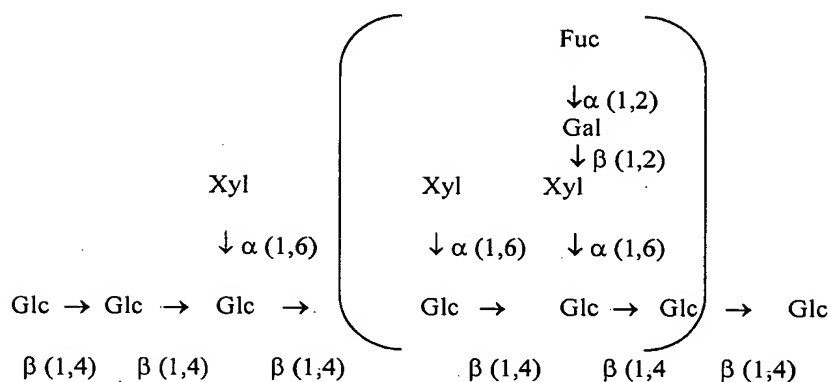 Fuc
↓ α (1,2)
Gal
↓ β (1,2)
Xyl Xyl Xyl
↓ α (1,6) ↓ α (1,6) ↓ α (1,6)
Glc → Glc → Glc → Glc → Glc → Glc → Glc
β (1,4) β (1,4) β (1,4) β (1,4) β (1,4 β (1,4)